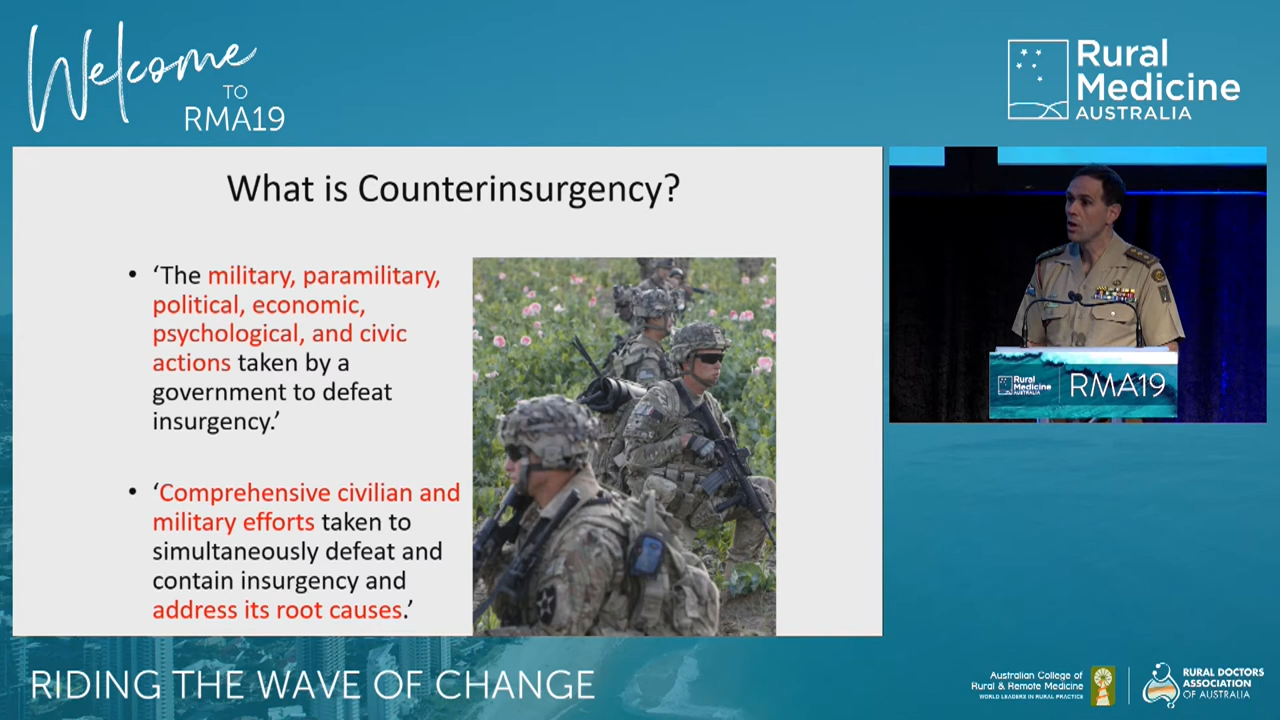 Welcome
TO
RMA19
Rural
Medicine
AUSTRALIA
What is Counterinsurgency?
• ‘The military, paramilitary,
political, economic,
psychological, and civic
actions taken by a
government to defeat
insurgency.’
• ‘Comprehensive civilian and
military efforts taken to
simultaneously defeat and
contain insurgency and
address its root causes.’
Rural
Medicine
AUSTRALIA
RMA19
RIDING THE WAVE OF CHANGE
Australian College of
Rural & Remote Medicine
WORLD LEADERS IN RURAL PRACTICE
RURAL DOCTORS
ASSOCIATION
OF AUSTRALIA